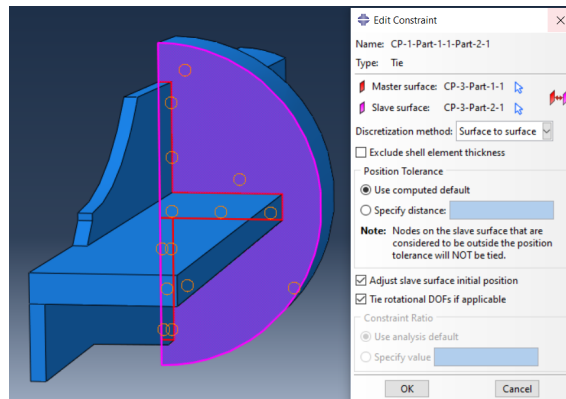 Edit Constraint
Name: CP-1-Part-1-1-Part-2-1
Type: Tie
Master surface: CP-3-Part-1-1
Slave surface: CP-3-Part-2-1
Discretization method: Surface to surface
Exclude shell element thickness
Position Tolerance
Use computed default
Specify distance:
Note: Nodes on the slave surface that are
considered to be outside the position
tolerance will NOT be tied.
Adjust slave surface initial position
Tie rotational DOFs if applicable
Constraint Ratio
Use analysis default
Specify value
OK Cancel